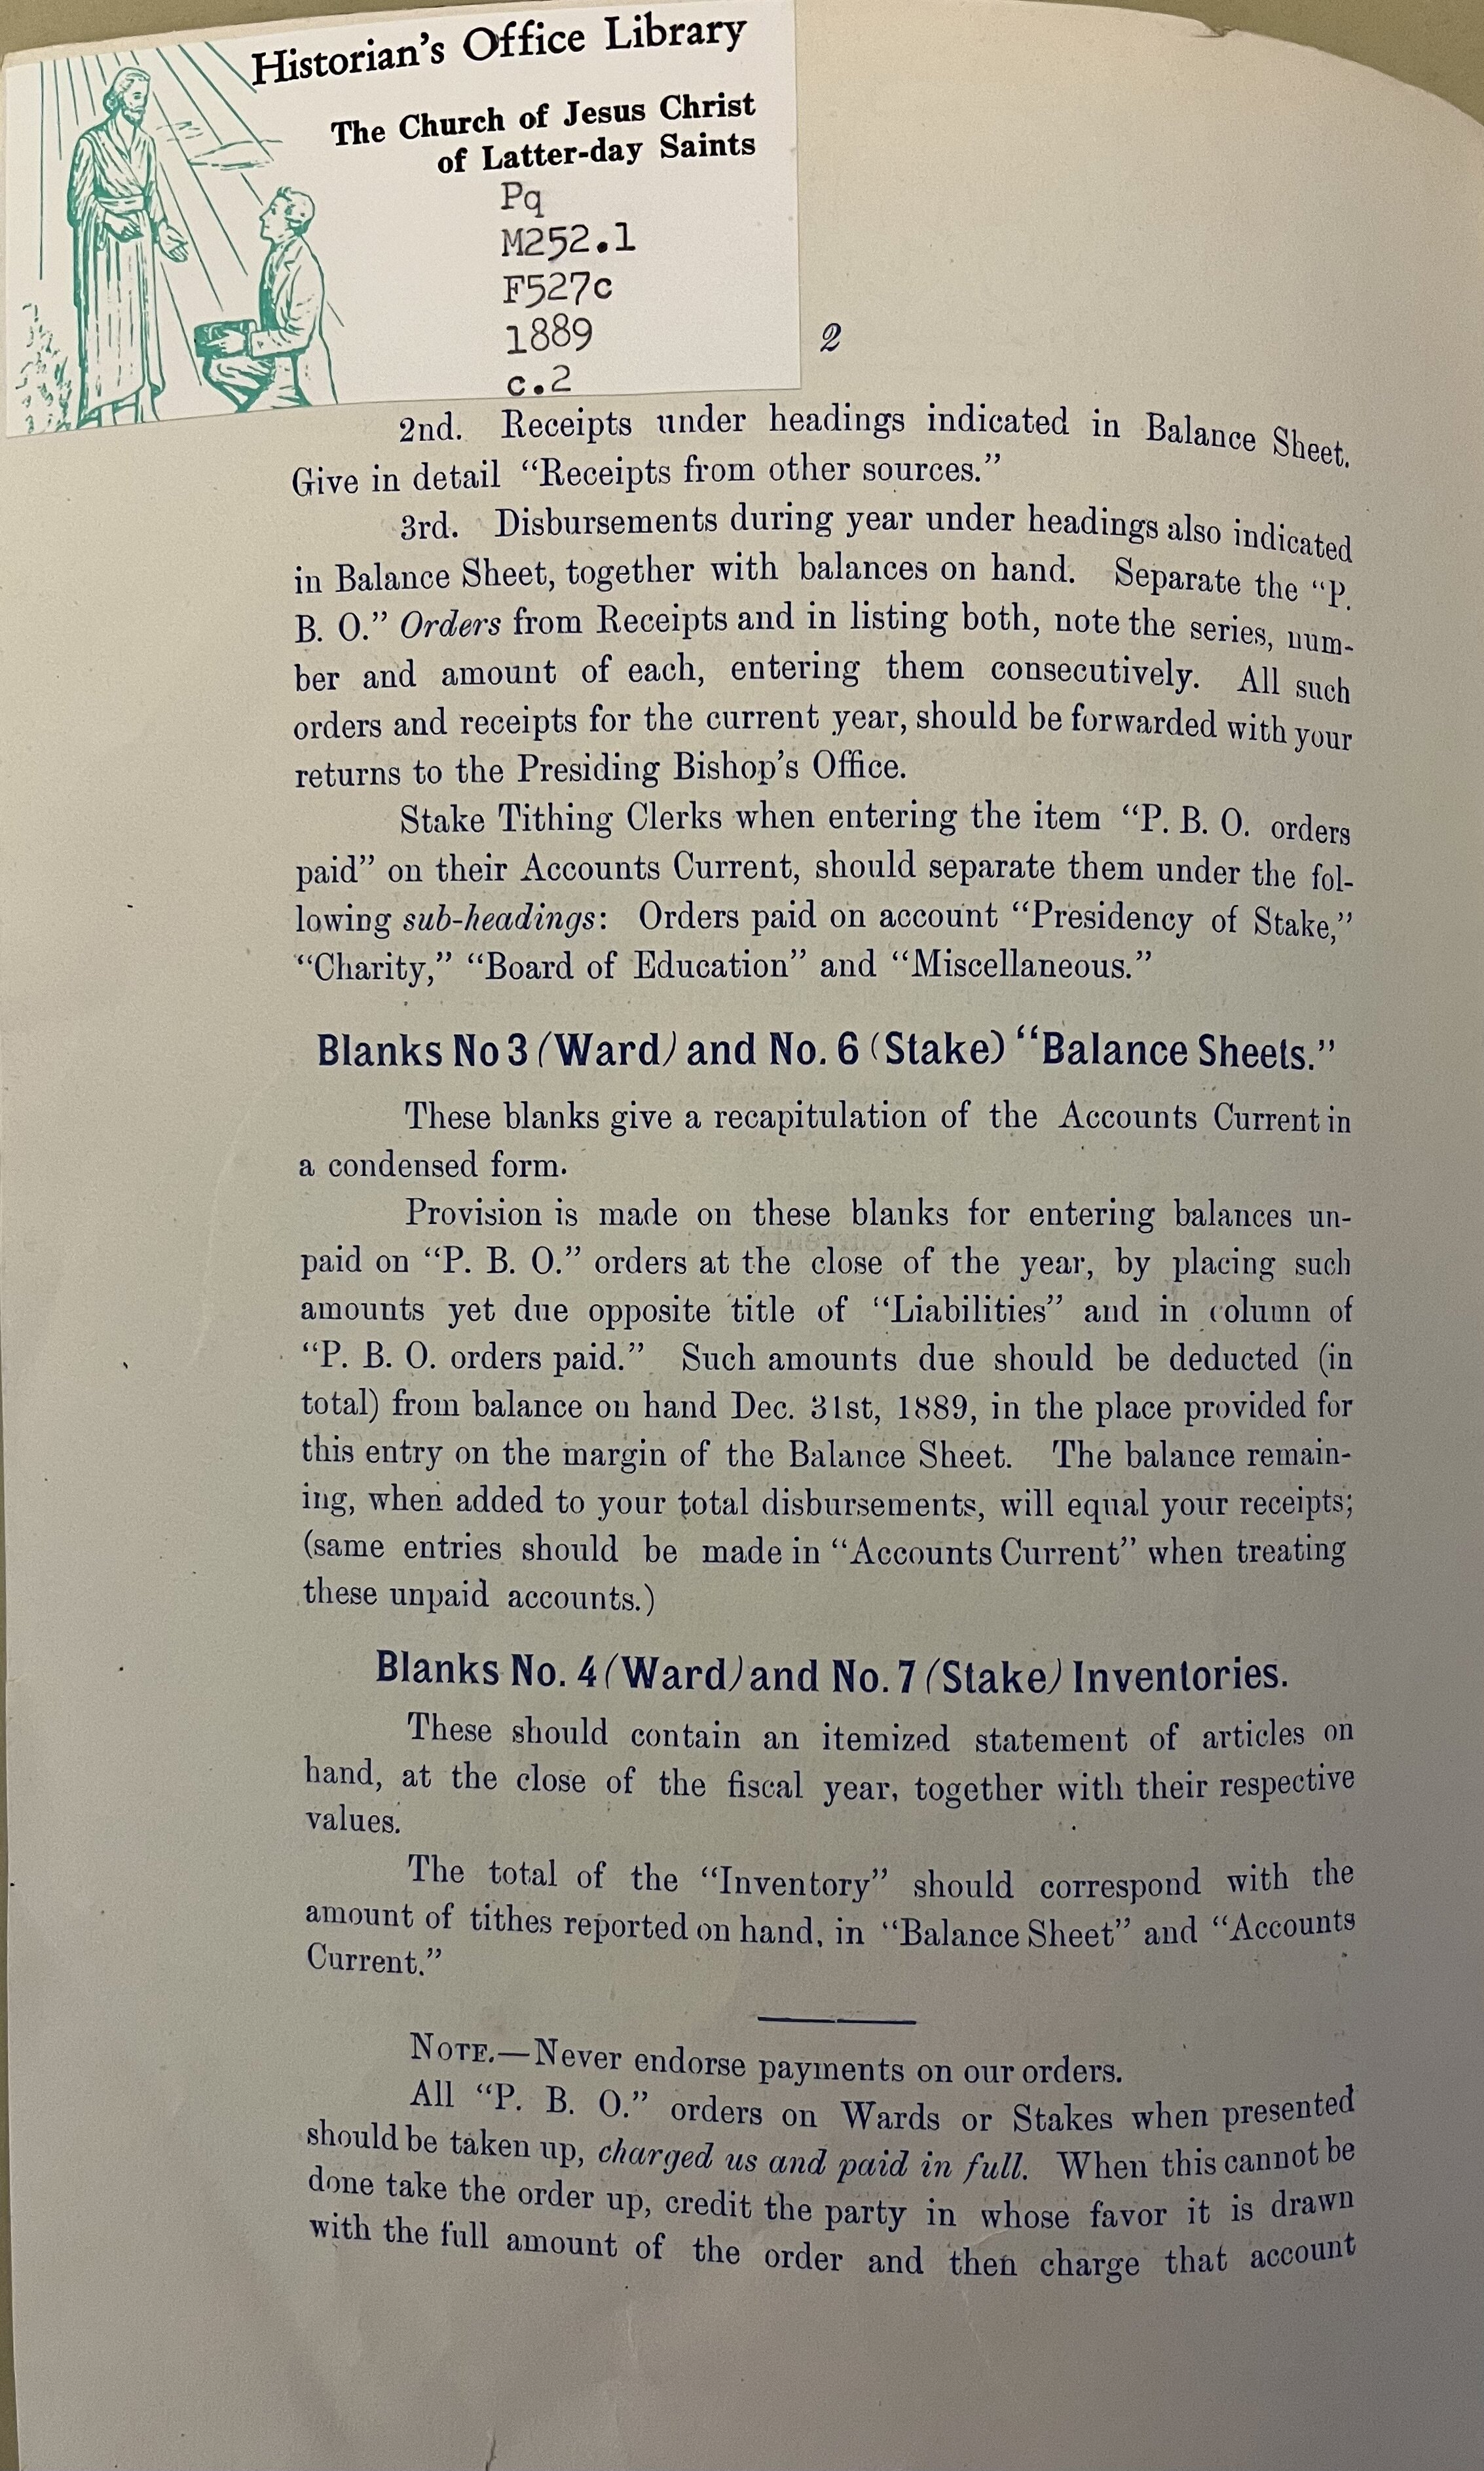 Historian's Office Library
The Church of Jesus Christ
of Latter-day Saints
Pq
M252.1
F527c
1889
c.2
2
2nd. Receipts under headings indicated in Balance Sheet.
Give in detail “Receipts from other sources.”
3rd. Disbursements during year under headings also indicated
in Balance Sheet, together with balances on hand. Separate the “P.
B. O.” Orders from Receipts and in listing both, note the series, num-
ber and amount of each, entering them consecutively. All such
orders and receipts for the current year, should be forwarded with your
returns to the Presiding Bishop's Office.
Stake Tithing Clerks when entering the item “P. B. O. orders
paid” on their Accounts Current, should separate them under the fol-
lowing sub-headings: Orders paid on account “Presidency of Stake,”
“Charity,” “Board of Education” and “Miscellaneous.”
Blanks No 3 (Ward) and No. 6 (Stake) “Balance Sheets.”
These blanks give a recapitulation of the Accounts Current in
a condensed form.
Provision is made on these blanks for entering balances un-
paid on “P. B. O.” orders at the close of the year, by placing such
amounts yet due opposite title of “Liabilities” and in column of
“P. B. O. orders paid.” Such amounts due should be deducted (in
total) from balance on hand Dec. 31st, 1889, in the place provided for
this entry on the margin of the Balance Sheet. The balance remain-
ing, when added to your total disbursements, will equal your receipts;
(same entries should be made in “Accounts Current” when treating
these unpaid accounts.)
Blanks No. 4 (Ward) and No. 7 (Stake) Inventories.
These should contain an itemized statement of articles on
hand, at the close of the fiscal year, together with their respective
values.
The total of the “Inventory” should correspond with the
amount of tithes reported on hand, in “Balance Sheet” and “Accounts
Current.”
NOTE.—Never endorse payments on our orders.
All “P. B. O.” orders on Wards or Stakes when presented
should be taken up, charged us and paid in full. When this cannot be
done take the order up, credit the party in whose favor it is drawn
with the full amount of the order and then charge that account